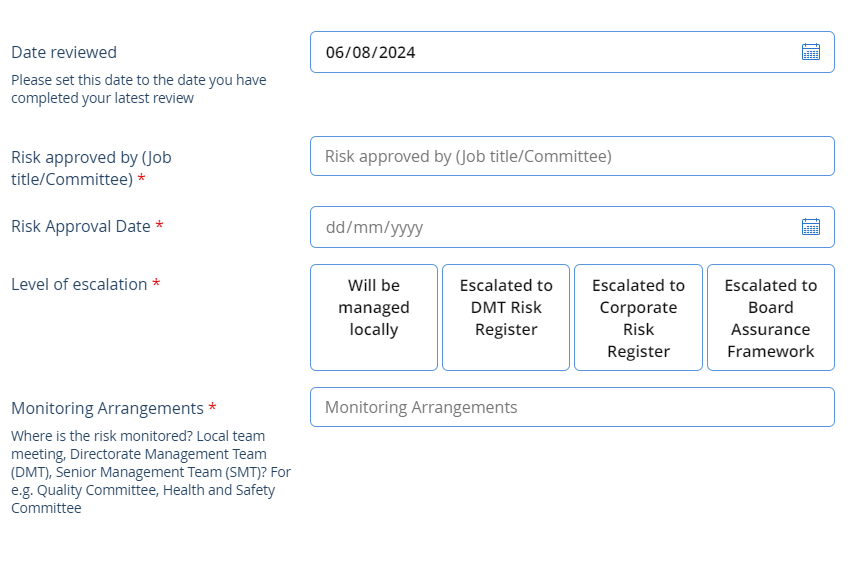 Date reviewed
06/08/2024
Please set this date to the date you have
completed your latest review
Risk approved by (Job
title/Committee) *
Risk approved by (Job title/Committee)
Risk Approval Date *
dd/mm/yyyy
Level of escalation *
Will be
managed
locally
Escalated to
DMT Risk
Register
Escalated to
Corporate
Risk
Register
Escalated to
Board
Assurance
Framework
Monitoring Arrangements *
Monitoring Arrangements
Where is the risk monitored? Local team
meeting, Directorate Management Team
(DMT), Senior Management Team (SMT)? For
e.g. Quality Committee, Health and Safety
Committee